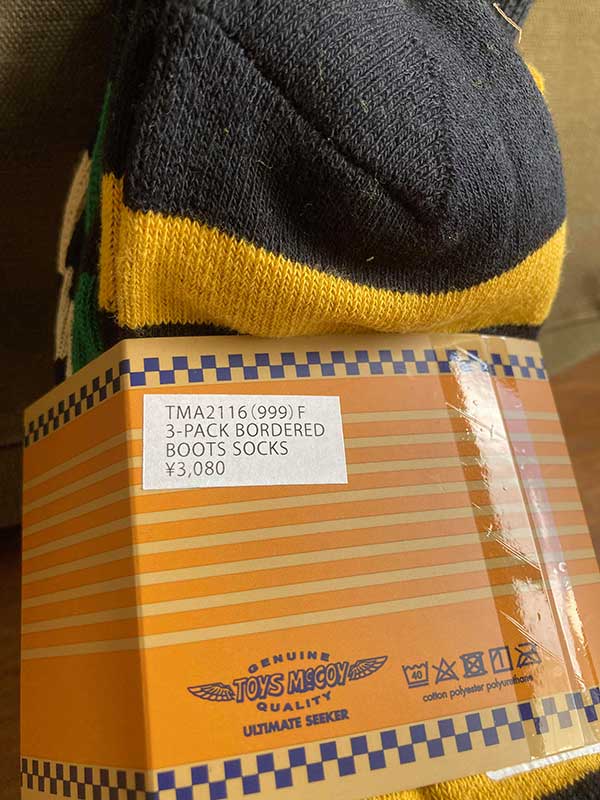 TMA2116(999)F
3-PACK BORDERED
BOOTS SOCKS
¥3,080
GENUINE
TOYS McCOY
QUALITY
ULTIMATE SEEKER
40
cotton polyester polyurethane